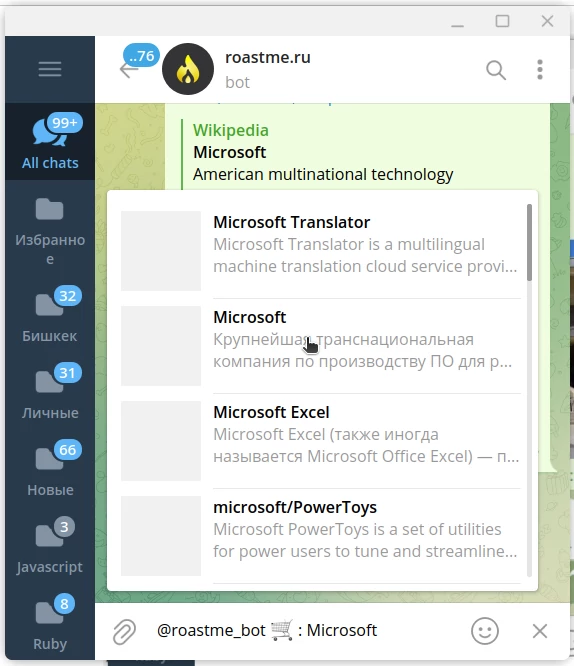 ..76
roastme.ru
bot
99+
All chats
Избранно
е
32
Бишкек
31
Личные
66
Новые
3
Javascript
8
Ruby
Wikipedia
Microsoft
American multinational technology
Microsoft Translator
Microsoft Translator is a multilingual
machine translation cloud service provi...
Microsoft
Крупнейшая транснациональная
компания по производству ПО для р...
Microsoft Excel
Microsoft Excel (также иногда
называется Microsoft Office Excel) — п...
microsoft/PowerToys
Microsoft PowerToys is a set of utilities
for power users to tune and streamline...
@roastme_bot 🛒 : Microsoft